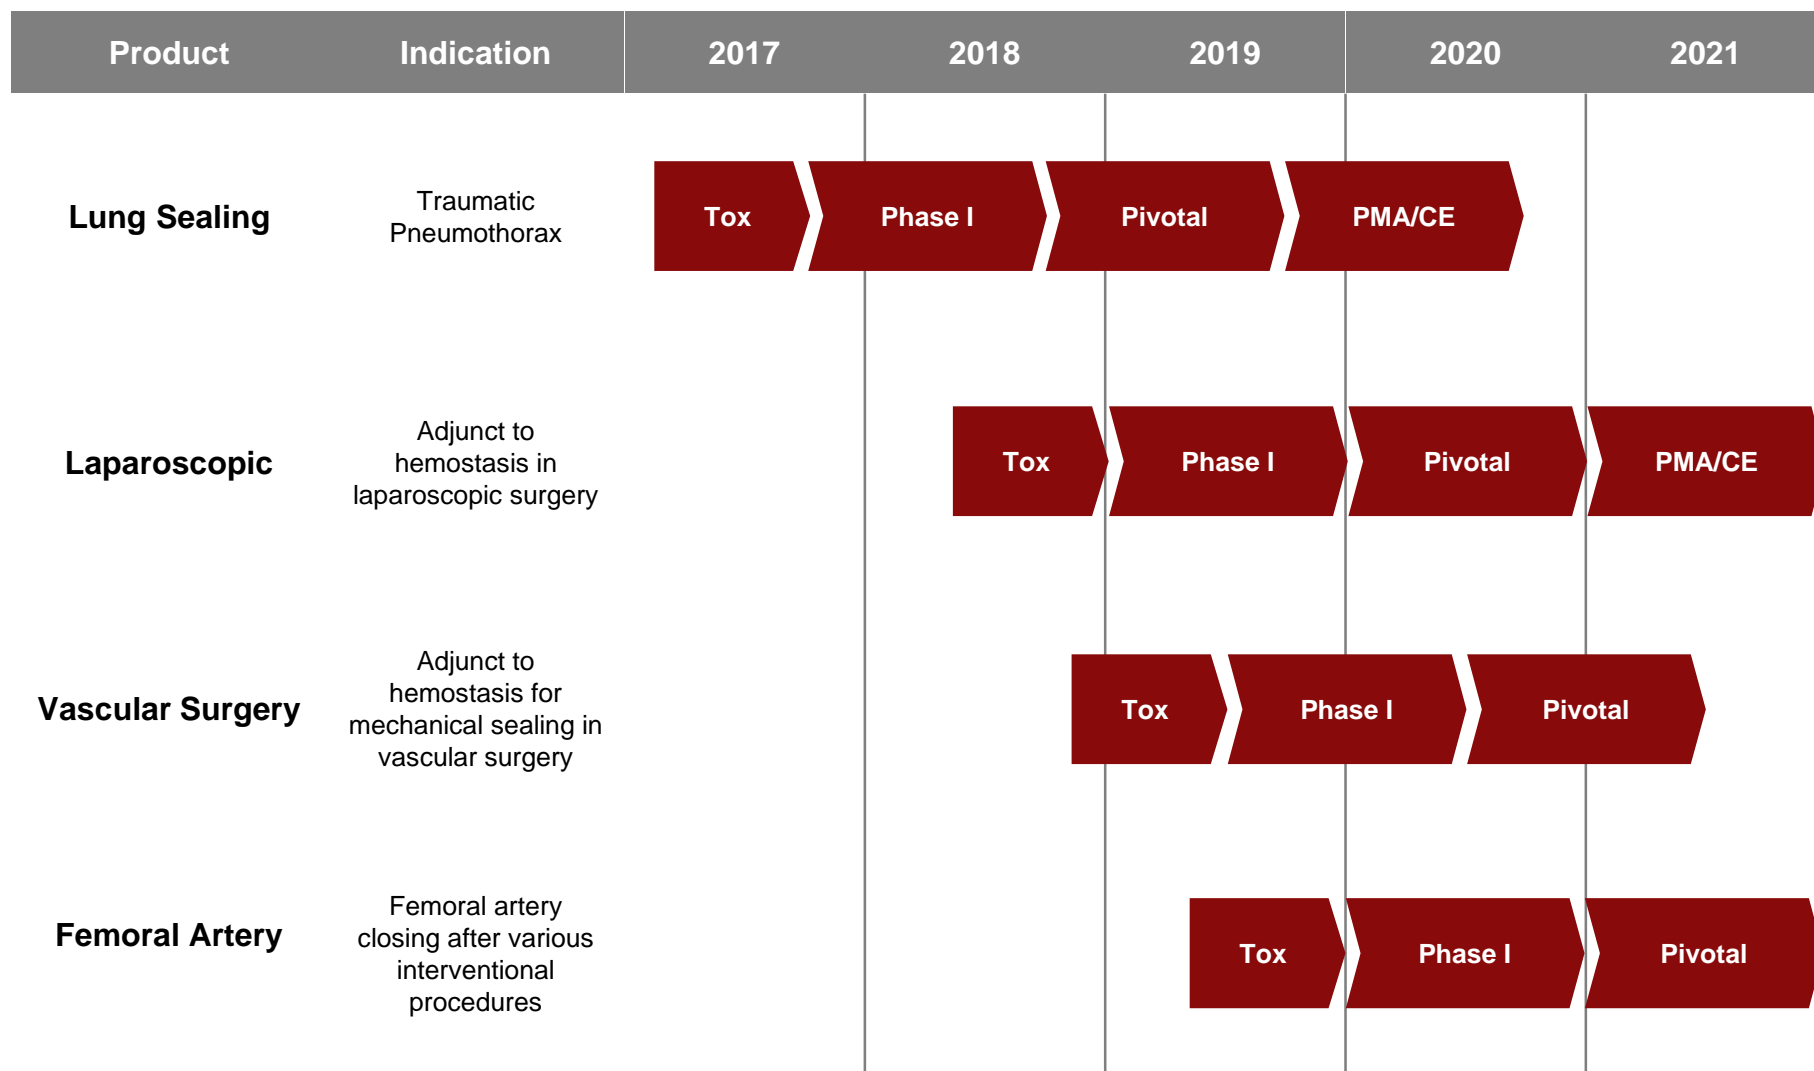 Product Indication 2017 2018 2019 2020 2021
Lung Sealing
Traumatic
Pneumothorax
Tox Phase I Pivotal PMA/CE
Laparoscopic
Adjunct to
hemostasis in
laparoscopic surgery
Tox Phase I Pivotal PMA/CE
Vascular Surgery
Adjunct to
hemostasis for
mechanical sealing in
vascular surgery
Tox Phase I Pivotal
Femoral Artery
Femoral artery
closing after various
interventional
procedures
Tox Phase I Pivotal